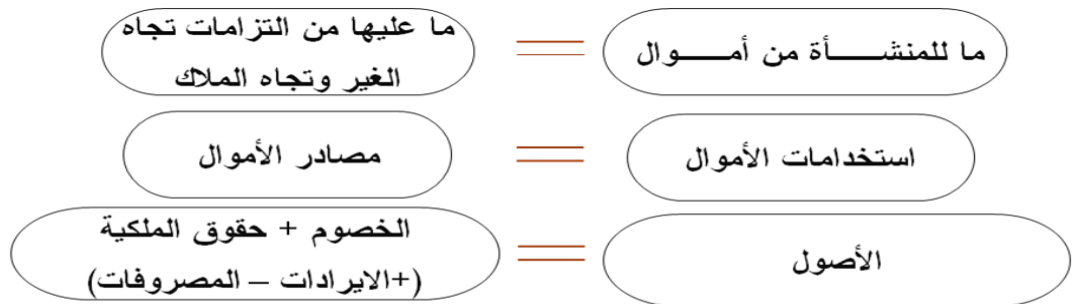 ما للمنشــــــأة من أمـــــوال
=
ما عليها من التزامات تجاه
الغير وتجاه الملاك
استخدامات الأموال
=
مصادر الأموال
الأصول
=
الخصوم + حقوق الملكية
(+الايرادات – المصروفات)